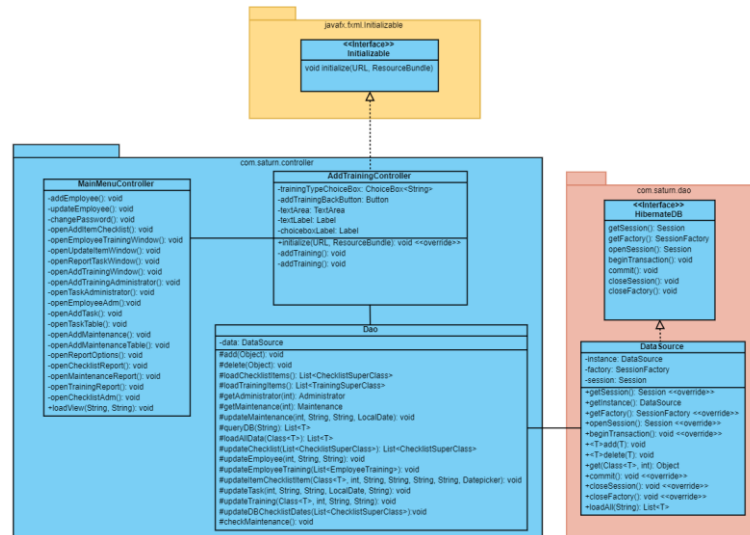 javafx.fxml.Initializable
<<Interface>>
Initializable
void initialize(URL, ResourceBundle)
com.saturn.controller
MainMenuController
-addEmployee(): void
-updateEmployee(): void
-changePassword(): void
-openAddItemChecklist(): void
-openEmployeeTrainingWindow(): void
-openUpdateItemWindow(): void
-openReportTaskWindow(): void
-openAddTrainingWindow(): void
-openAddTrainingAdministrator(): void
-openTaskAdministrator(): void
-openEmployeeAdm():void
-openAddTask(): void
-openTaskTable(): void
-openAddMaintenance(): void
-openAddMaintenanceTable(): void
-openReportOptions(): void
-openChecklistReport(): void
-openMaintenanceReport(): void
-openTrainingReport(): void
-openChecklistAdm(): void
+loadView(String, String): void
AddTrainingController
-trainingTypeChoiceBox: ChoiceBox<String>
-addTrainingBackButton: Button
-textArea: TextArea
-textLabel: Label
-choiceboxLabel: Label
+initialize(URL, ResourceBundle): void <<override>>
-addTraining(): void
-addTraining(): void
Dao
-data: DataSource
#add(Object): void
#delete(Object): void
#loadChecklistItems(): List<ChecklistSuperClass>
#loadTrainingItems(): List<TrainingSuperClass>
#getAdministrator(int): Administrator
#getMaintenance(int): Maintenance
#updateMaintenance(int, String, String, LocalDate): void
#queryDB(String): List<T>
#loadAllData(Class<T>): List<T>
#updateChecklist(List<ChecklistSuperClass>): List<ChecklistSuperClass>
#updateEmployee(int, String, String): void
#updateEmployeeTraining(List<EmployeeTraining>): void
#updateItemChecklistItem(Class<T>, int, String, String, String, String, Datepicker): void
#updateTask(int, String, String, LocalDate, String): void
#updateTraining(Class<T>, int, String, String): void
#updateDBChecklistDates(List<ChecklistSuperClass):void
#checkMaintenance(): void
com.saturn.dao
<<Interface>>
HibernateDB
getSession(): Session
getFactory(): SessionFactory
openSession(): Session
beginTransaction(): void
commit(): void
closeSession(): void
closeFactory(): void
DataSource
-instance: DataSource
-factory: SessionFactory
-session: Session
+getSession(): Session <<override>>
+getInstance(): DataSource
+getFactory(): SessionFactory <<override>>
+openSession(): Session <<override>>
+beginTransaction(): void <<override>>
+<T>add(T)
+<T>delete(T)
+get(Class<T>, int): Object
+commit(): void <<override>>
+closeSession(): void <<override>>
+closeFactory(): void <<override>>
+loadAll(String): List<T>